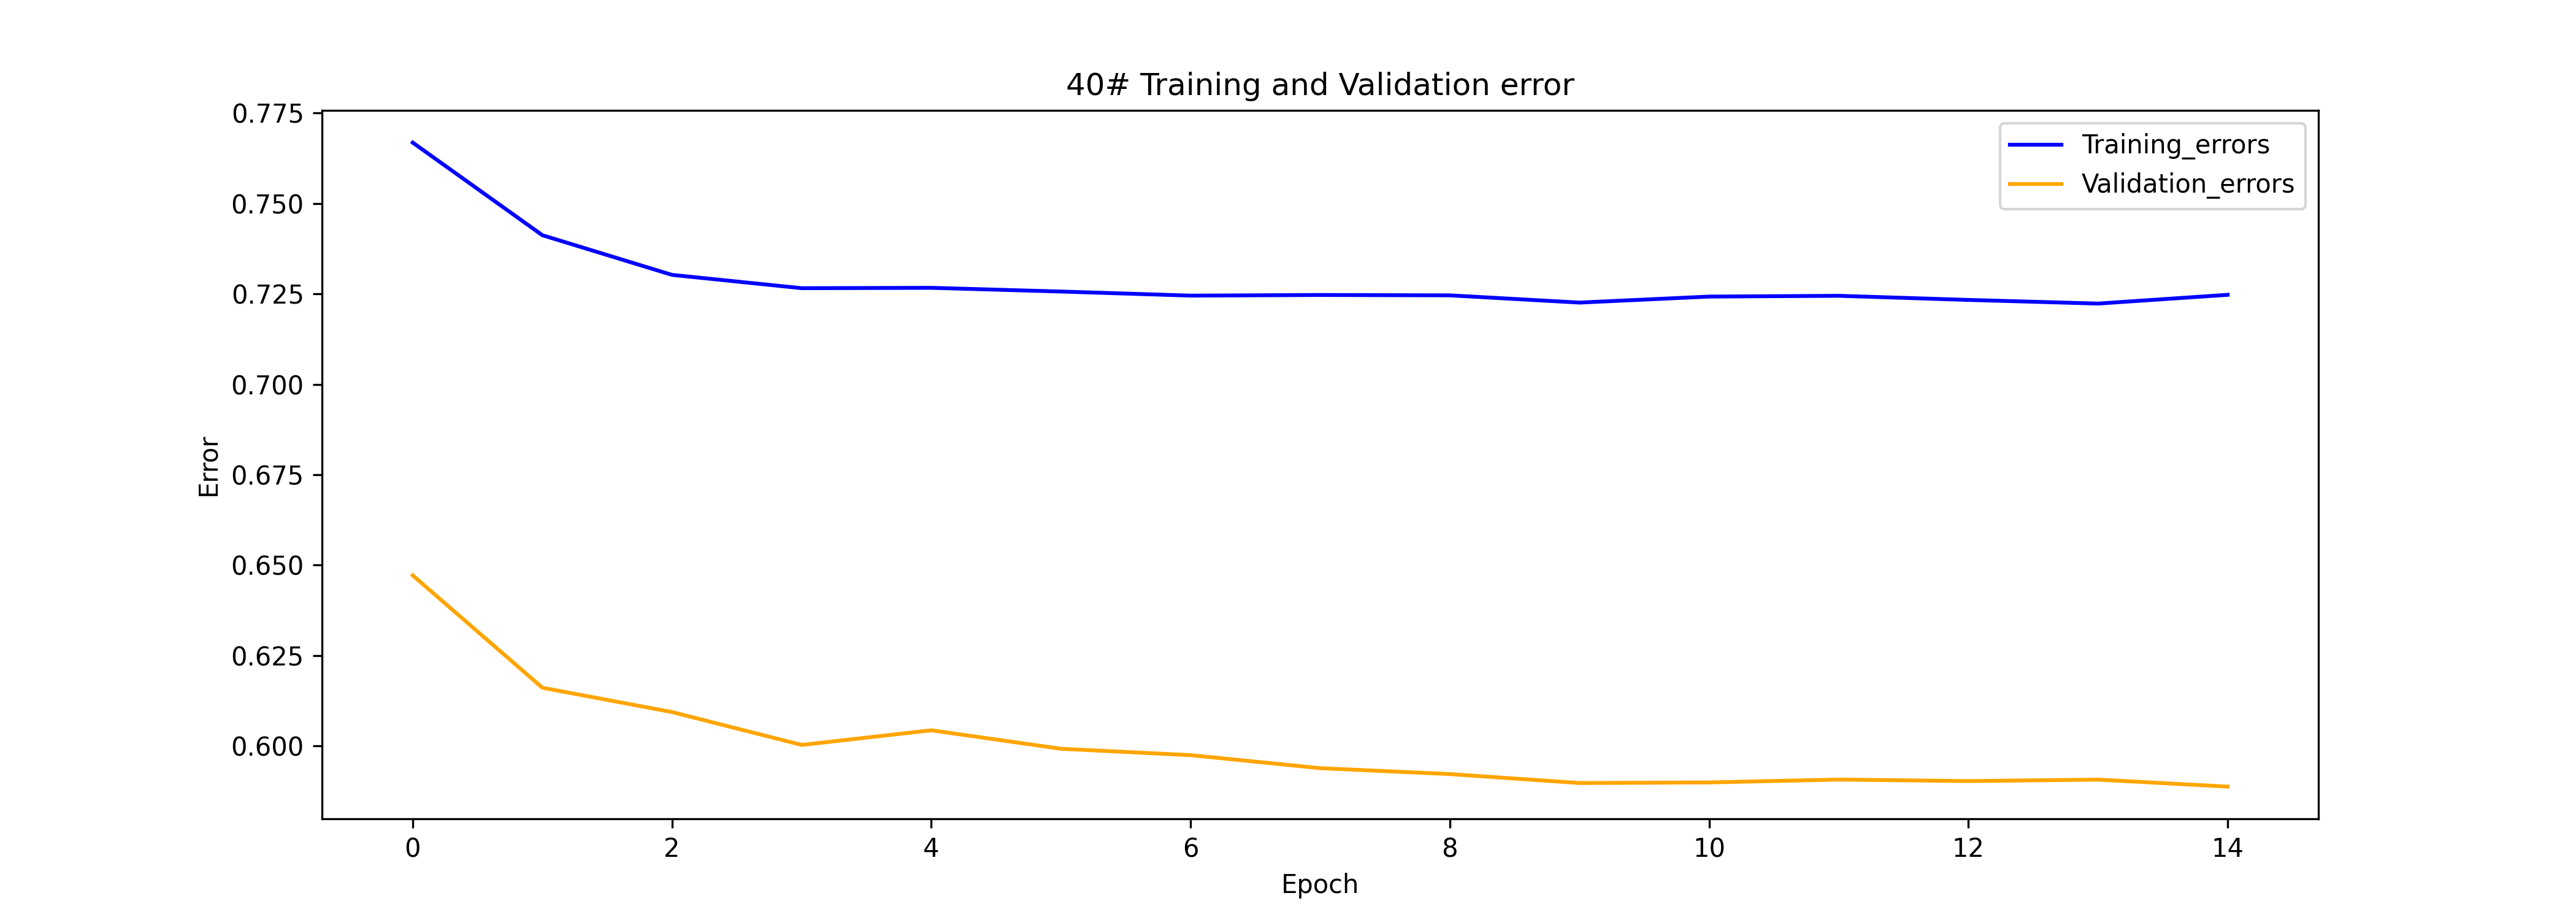 40# Training and Validation error
0.775
0.750
0.725
0.700
0.675
0.650
0.625
0.600
Error
Training_errors
Validation_errors
0 2 4 6 8 10 12 14
Epoch